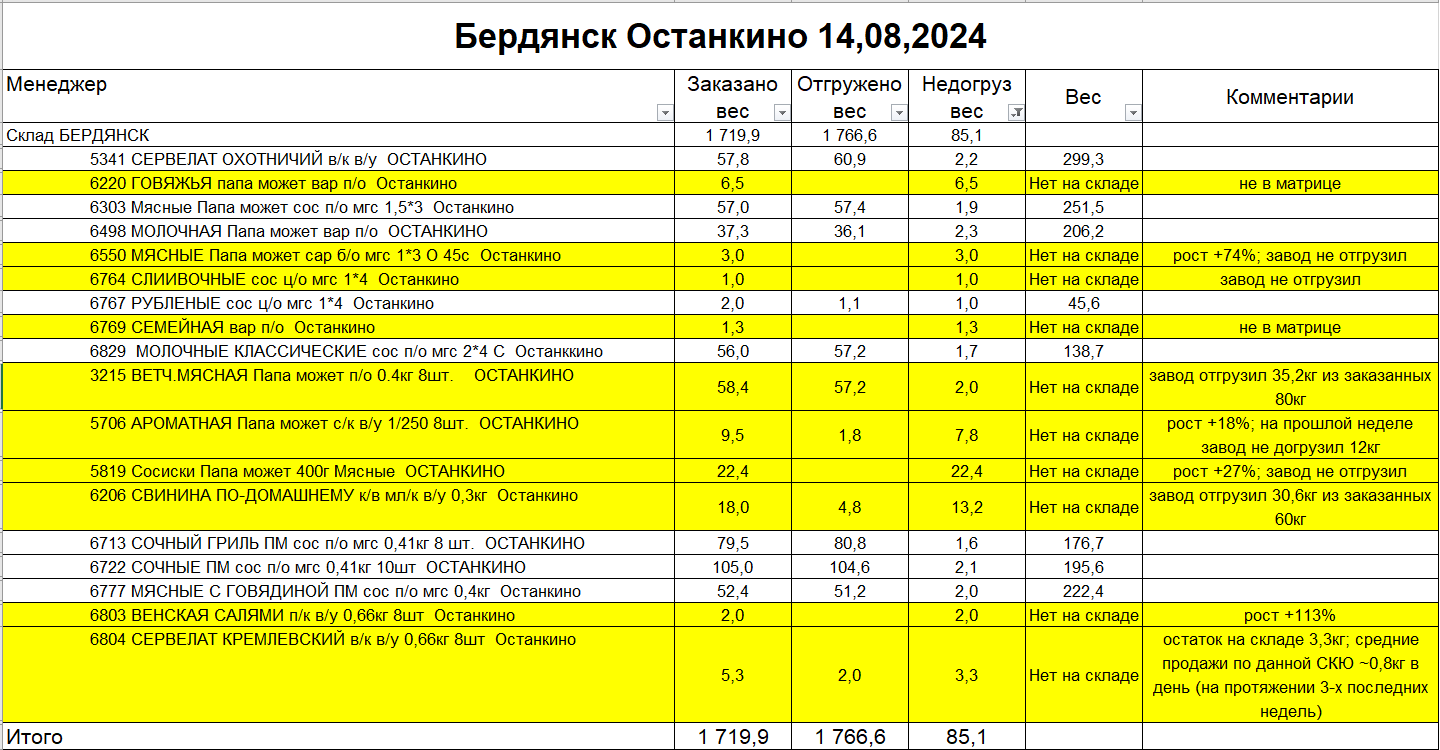 Бердянск Останкино 14,08,2024
Менеджер Заказано вес Отгружено вес Недогруз вес Вес Комментарии
Склад БЕРДЯНСК 1 719,9 1 766,6 85,1
5341 СЕРВЕЛАТ ОХОТНИЧИЙ в/к в/у ОСТАНКИНО 57,8 60,9 2,2 299,3
6220 ГОВЯЖЬЯ папа может вар п/о Останкино 6,5 6,5 Нет на складе не в матрице
6303 Мясные Папа может сос п/о мгс 1,5*3 Останкино 57,0 57,4 1,9 251,5
6498 МОЛОЧНАЯ Папа может вар п/о ОСТАНКИНО 37,3 36,1 2,3 206,2
6550 МЯСНЫЕ Папа может сар б/о мгс 1*3 О 45с Останкино 3,0 3,0 Нет на складе рост +74%; завод не отгрузил
6764 СЛИИВОЧНЫЕ сос ц/о мгс 1*4 Останкино 1,0 1,0 Нет на складе завод не отгрузил
6767 РУБЛЕНЫЕ сос ц/о мгс 1*4 Останкино 2,0 1,1 1,0 45,6
6769 СЕМЕЙНАЯ вар п/о Останкино 1,3 1,3 Нет на складе не в матрице
6829 МОЛОЧНЫЕ КЛАССИЧЕСКИЕ сос п/о мгс 2*4 С Останккино 56,0 57,2 1,7 138,7
3215 ВЕТЧ.МЯСНАЯ Папа может п/о 0.4кг 8шт. ОСТАНКИНО 58,4 57,2 2,0 Нет на складе завод отгрузил 35,2кг из заказанных
80кг
5706 АРОМАТНАЯ Папа может с/к в/у 1/250 8шт. ОСТАНКИНО 9,5 1,8 7,8 Нет на складе рост +18%; на прошлой неделе
завод не догрузил 12кг
5819 Сосиски Папа может 400г Мясные ОСТАНКИНО 22,4 22,4 Нет на складе рост +27%; завод не отгрузил
6206 СВИНИНА ПО-ДОМАШНЕМУ к/в мл/к в/у 0,3кг Останкино 18,0 4,8 13,2 Нет на складе завод отгрузил 30,6кг из заказанных
60кг
6713 СОЧНЫЙ ГРИЛЬ ПМ сос п/о мгс 0,41кг 8 шт. ОСТАНКИНО 79,5 80,8 1,6 176,7
6722 СОЧНЫЕ ПМ сос п/о мгс 0,41кг 10шт ОСТАНКИНО 105,0 104,6 2,1 195,6
6777 МЯСНЫЕ С ГОВЯДИНОЙ ПМ сос п/о мгс 0,4кг Останкино 52,4 51,2 2,0 222,4
6803 ВЕНСКАЯ САЛЯМИ п/к в/у 0,66кг 8шт Останкино 2,0 2,0 Нет на складе рост +113%
6804 СЕРВЕЛАТ КРЕМЛЕВСКИЙ в/к в/у 0,66кг 8шт Останкино 5,3 2,0 3,3 Нет на складе остаток на складе 3,3кг; средние
продажи по данной СКЮ ~0,8кг в
день (на протяжении 3-х последних
недель)
Итого 1 719,9 1 766,6 85,1